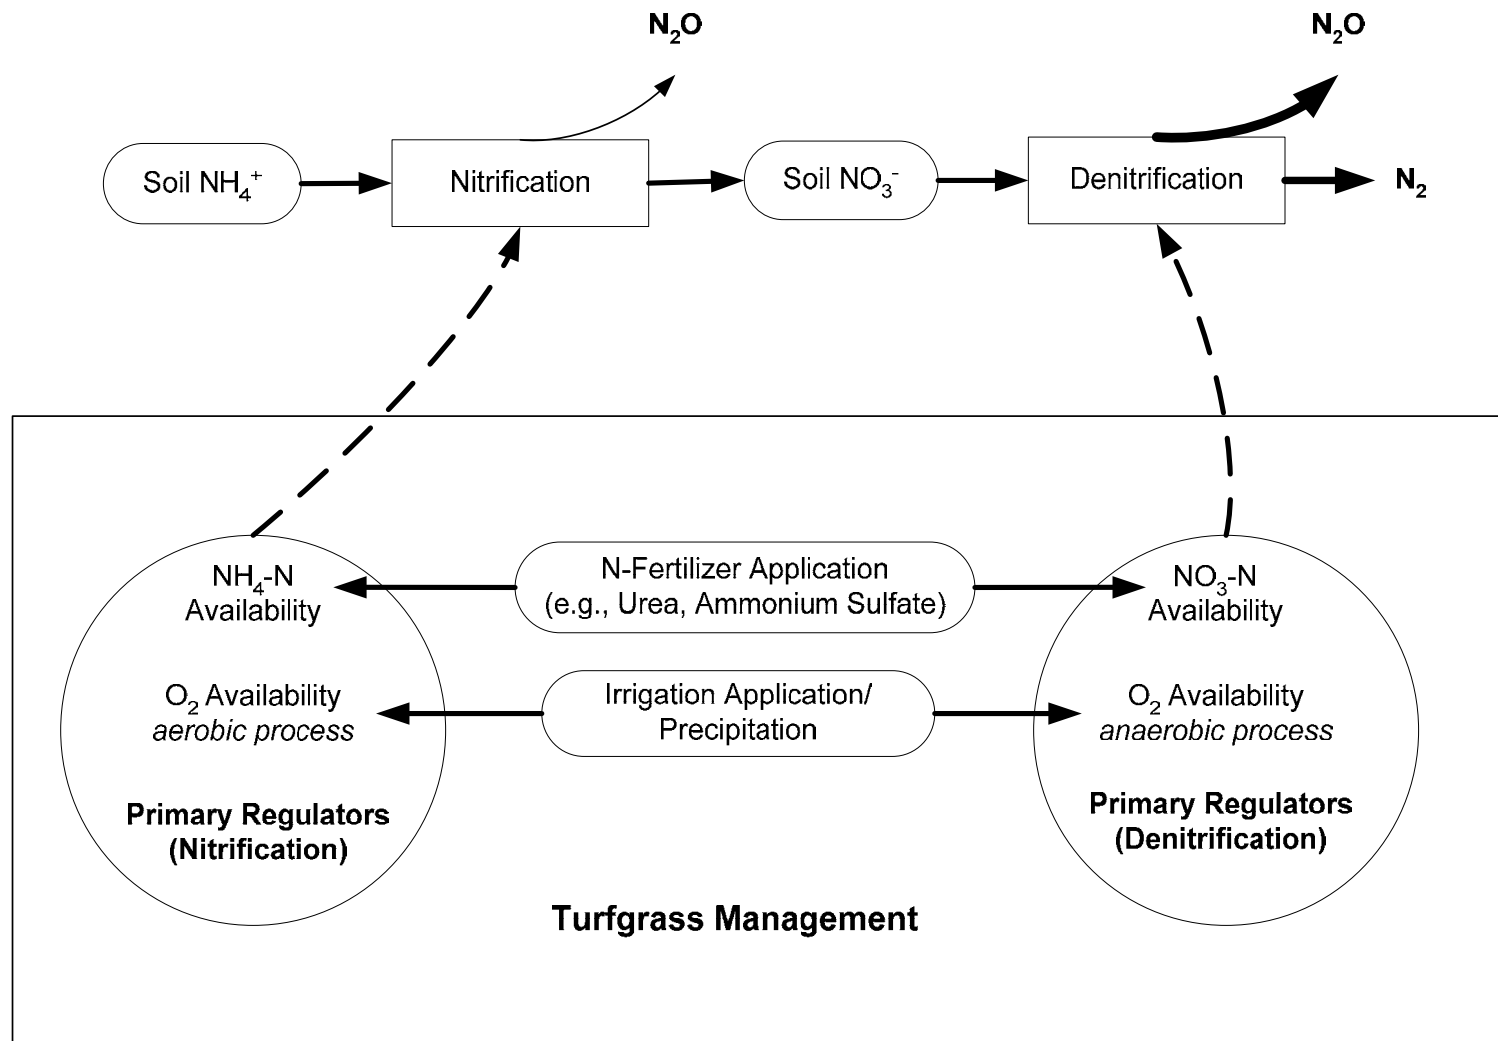 N₂O
N₂O
Soil NH₄⁺
Nitrification
Soil NO₃⁻
Denitrification
N₂
NH₄-N
Availability
N-Fertilizer Application
(e.g., Urea, Ammonium Sulfate)
NO₃-N
Availability
O₂ Availability
aerobic process
Irrigation Application/
Precipitation
O₂ Availability
anaerobic process
Primary Regulators
(Nitrification)
Primary Regulators
(Denitrification)
Turfgrass Management